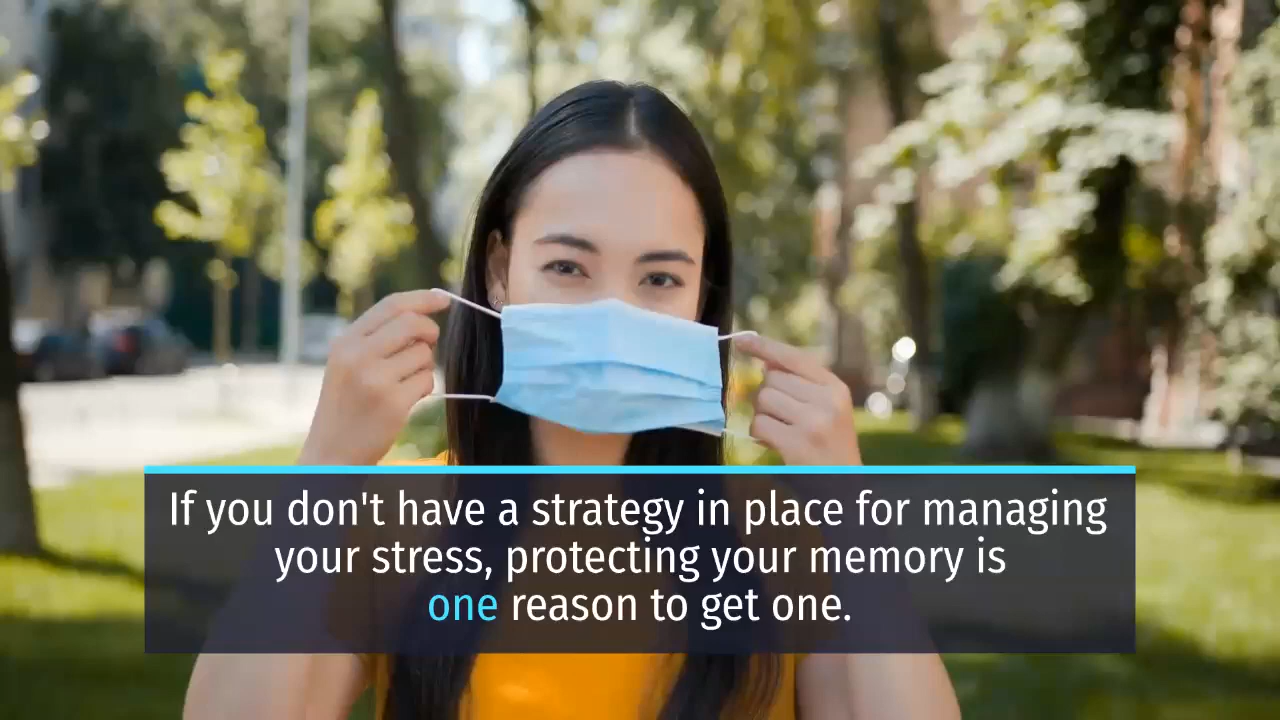 If you don't have a strategy in place for managing
your stress, protecting your memory is
one reason to get one.